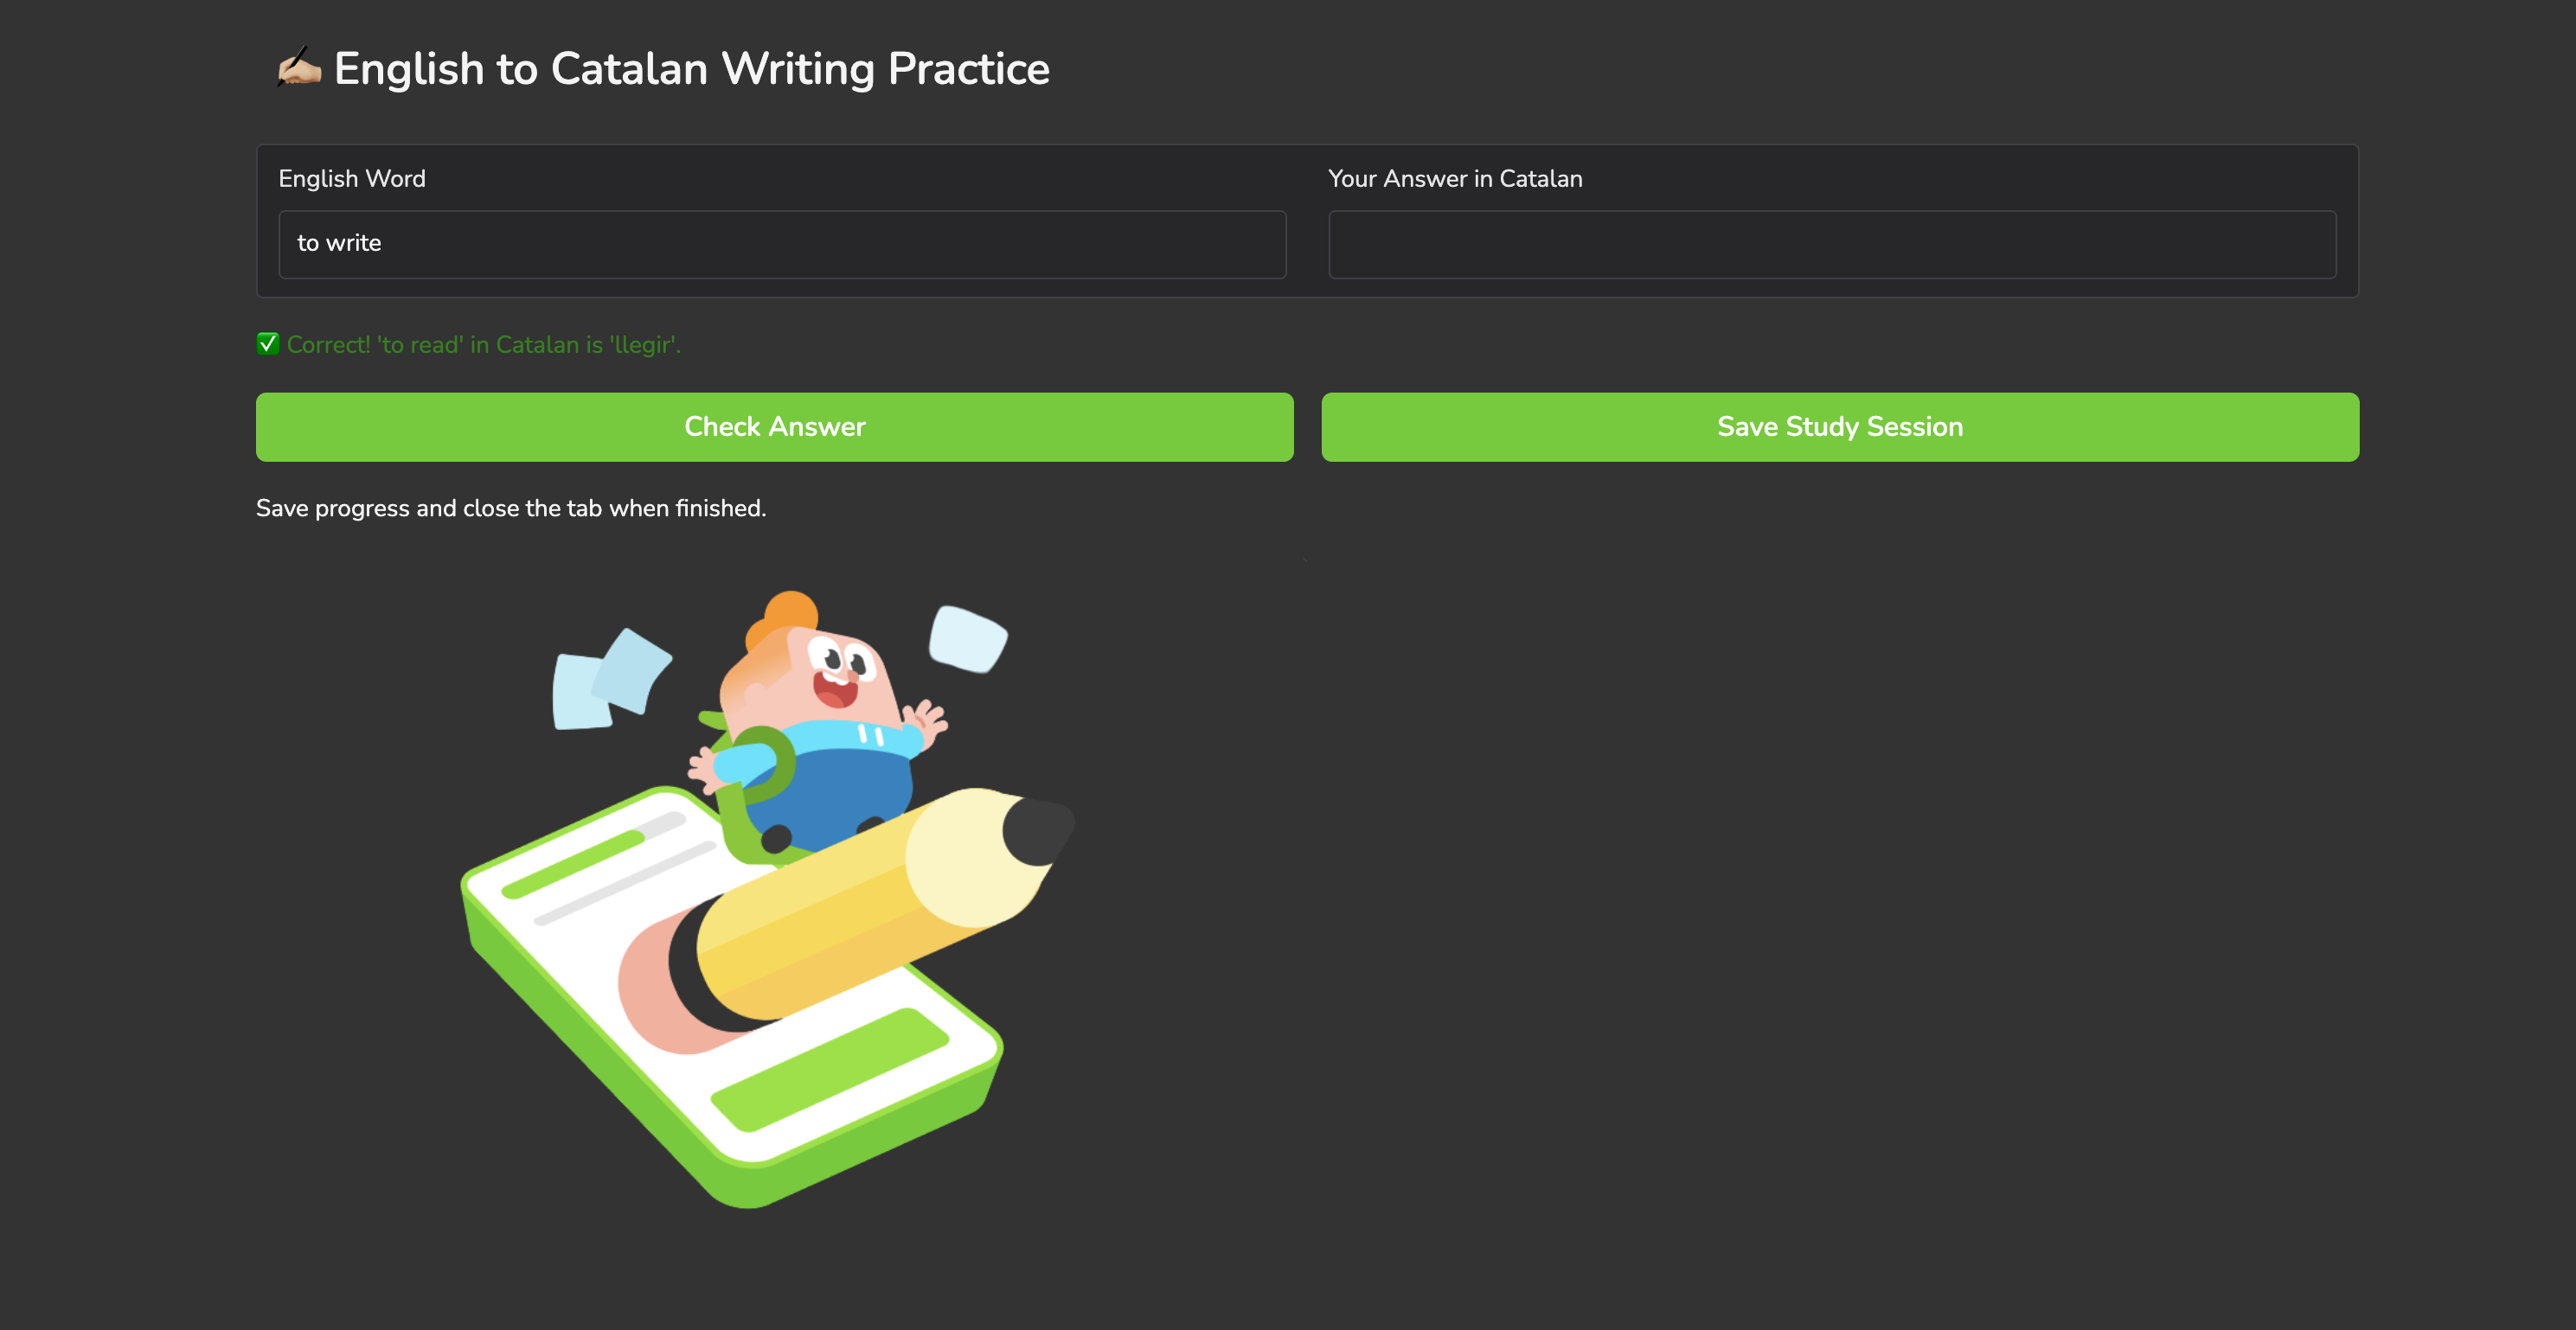 ✍🏼 English to Catalan Writing Practice
English Word
Your Answer in Catalan
to write
✅ Correct! 'to read' in Catalan is 'llegir'.
Check Answer
Save Study Session
Save progress and close the tab when finished.